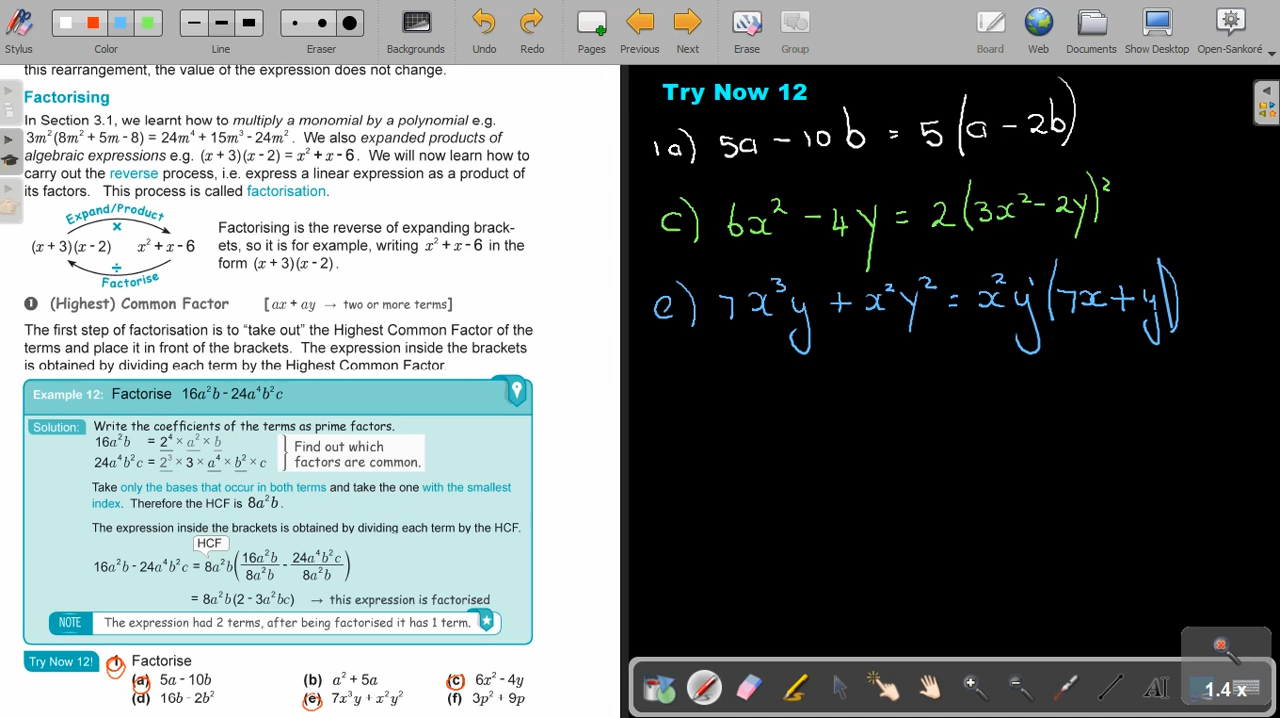 Stylus Color Line Eraser Backgrounds Undo Redo Pages Previous Next Erase Group Board Web Documents Show Desktop Open-Sankoré
this rearrangement, the value of the expression does not change.
Factorising
In Section 3.1, we learnt how to multiply a monomial by a polynomial e.g.
3m²(8m² + 5m - 8) = 24m⁴ + 15m³ - 24m². We also expanded products of
algebraic expressions e.g. (x + 3)(x - 2) = x² + x - 6. We will now learn how to
carry out the reverse process, i.e. express a linear expression as a product of
its factors. This process is called factorisation.
Expand/Product
×
(x + 3)(x - 2) x² + x - 6
÷
Factorise
Factorising is the reverse of expanding brack-
ets, so it is for example, writing x² + x - 6 in the
form (x + 3)(x - 2).
1 (Highest) Common Factor [ax + ay → two or more terms]
The first step of factorisation is to “take out” the Highest Common Factor of the
terms and place it in front of the brackets. The expression inside the brackets
is obtained by dividing each term by the Highest Common Factor.
Example 12: Factorise 16a²b - 24a⁴b²c
Solution: Write the coefficients of the terms as prime factors.
16a²b = 2⁴ × a² × b
24a⁴b²c = 2³ × 3 × a⁴ × b² × c
Find out which
factors are common.
Take only the bases that occur in both terms and take the one with the smallest
index. Therefore the HCF is 8a²b.
The expression inside the brackets is obtained by dividing each term by the HCF.
HCF
16a²b - 24a⁴b²c = 8a²b(16a²b/8a²b - 24a⁴b²c/8a²b)
= 8a²b(2 - 3a²bc) → this expression is factorised
NOTE The expression had 2 terms, after being factorised it has 1 term.
Try Now 12! 1 Factorise
(a) 5a - 10b (b) a² + 5a (c) 6x² - 4y
(d) 16b - 2b² (e) 7x³y + x²y² (f) 3p² + 9p
Try Now 12
1a) 5a - 10b = 5(a - 2b)
c) 6x² - 4y = 2(3x² - 2y)²
e) 7x³y + x²y² = x²y(7x + y)
1.4 x